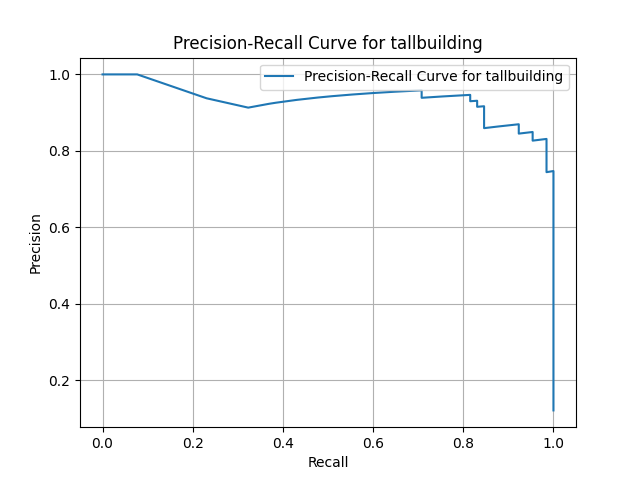 Precision-Recall Curve for tallbuilding
Precision-Recall Curve for tallbuilding
1.0
0.8
0.6
0.4
0.2
Precision
0.0 0.2 0.4 0.6 0.8 1.0
Recall